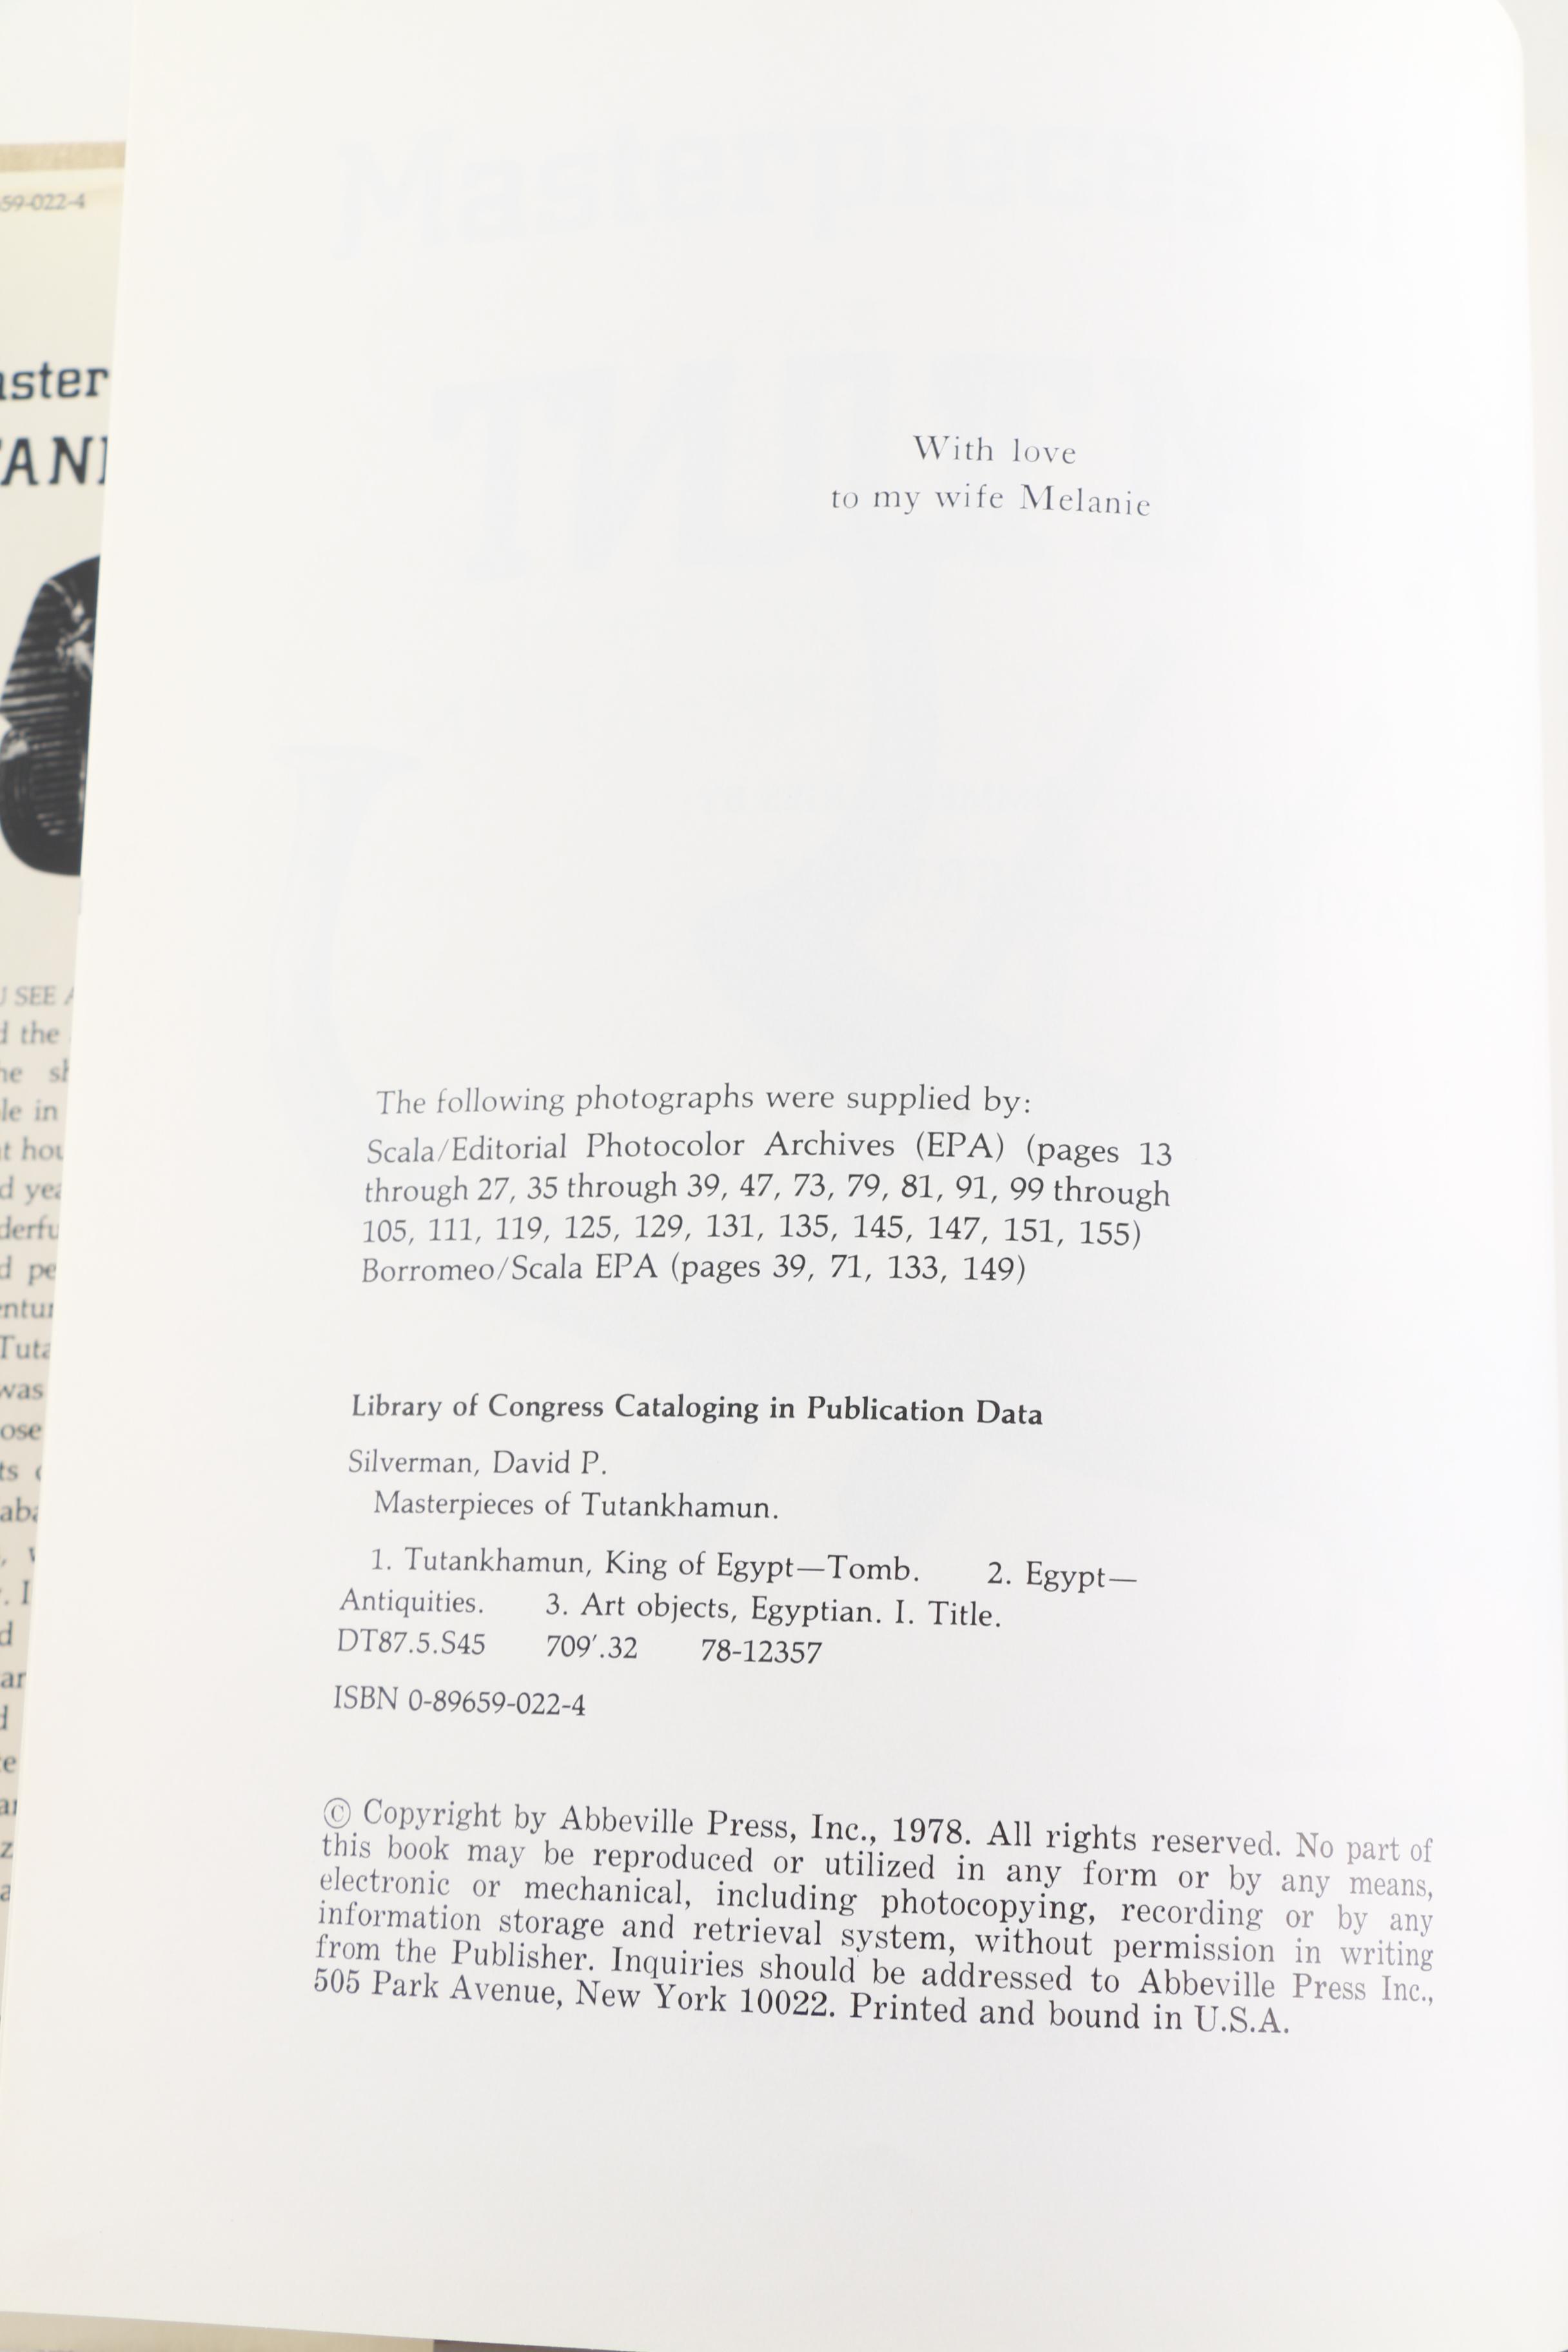 59-022-4
aster
TAN
SEE
d the
le in
was
With love
to my wife Melanie
The following photographs were supplied by:
Scala/Editorial Photocolor Archives (EPA) (pages 13
through 27, 35 through 39, 47, 73, 79, 81, 91, 99 through
105, 111, 119, 125, 129, 131, 135, 145, 147, 151, 155)
Borromeo/Scala EPA (pages 39, 71, 133, 149)
Library of Congress Cataloging in Publication Data
Silverman, David P.
Masterpieces of Tutankhamun.
1. Tutankhamun, King of Egypt—Tomb. 2. Egypt—
Antiquities. 3. Art objects, Egyptian. I. Title.
DT87.5.S45 709′.32 78-12357
ISBN 0-89659-022-4
© Copyright by Abbeville Press, Inc., 1978. All rights reserved. No part of
this book may be reproduced or utilized in any form or by any means,
electronic or mechanical, including photocopying, recording or by any
information storage and retrieval system, without permission in writing
from the Publisher. Inquiries should be addressed to Abbeville Press Inc.,
505 Park Avenue, New York 10022. Printed and bound in U.S.A.